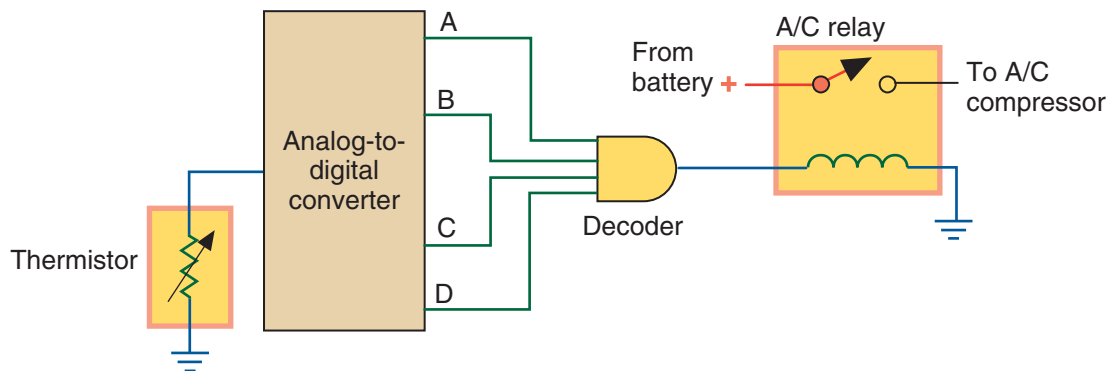 A
B
C
D
Analog-to-
digital
converter
Thermistor
Decoder
A/C relay
From
battery +
To A/C
compressor